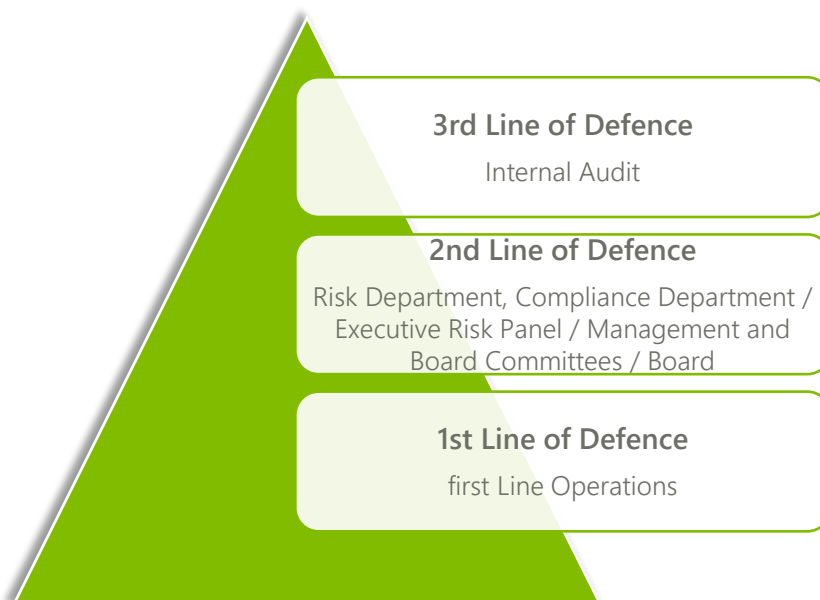 3rd Line of Defence
Internal Audit
2nd Line of Defence
Risk Department, Compliance Department /
Executive Risk Panel / Management and
Board Committees / Board
1st Line of Defence
first Line Operations